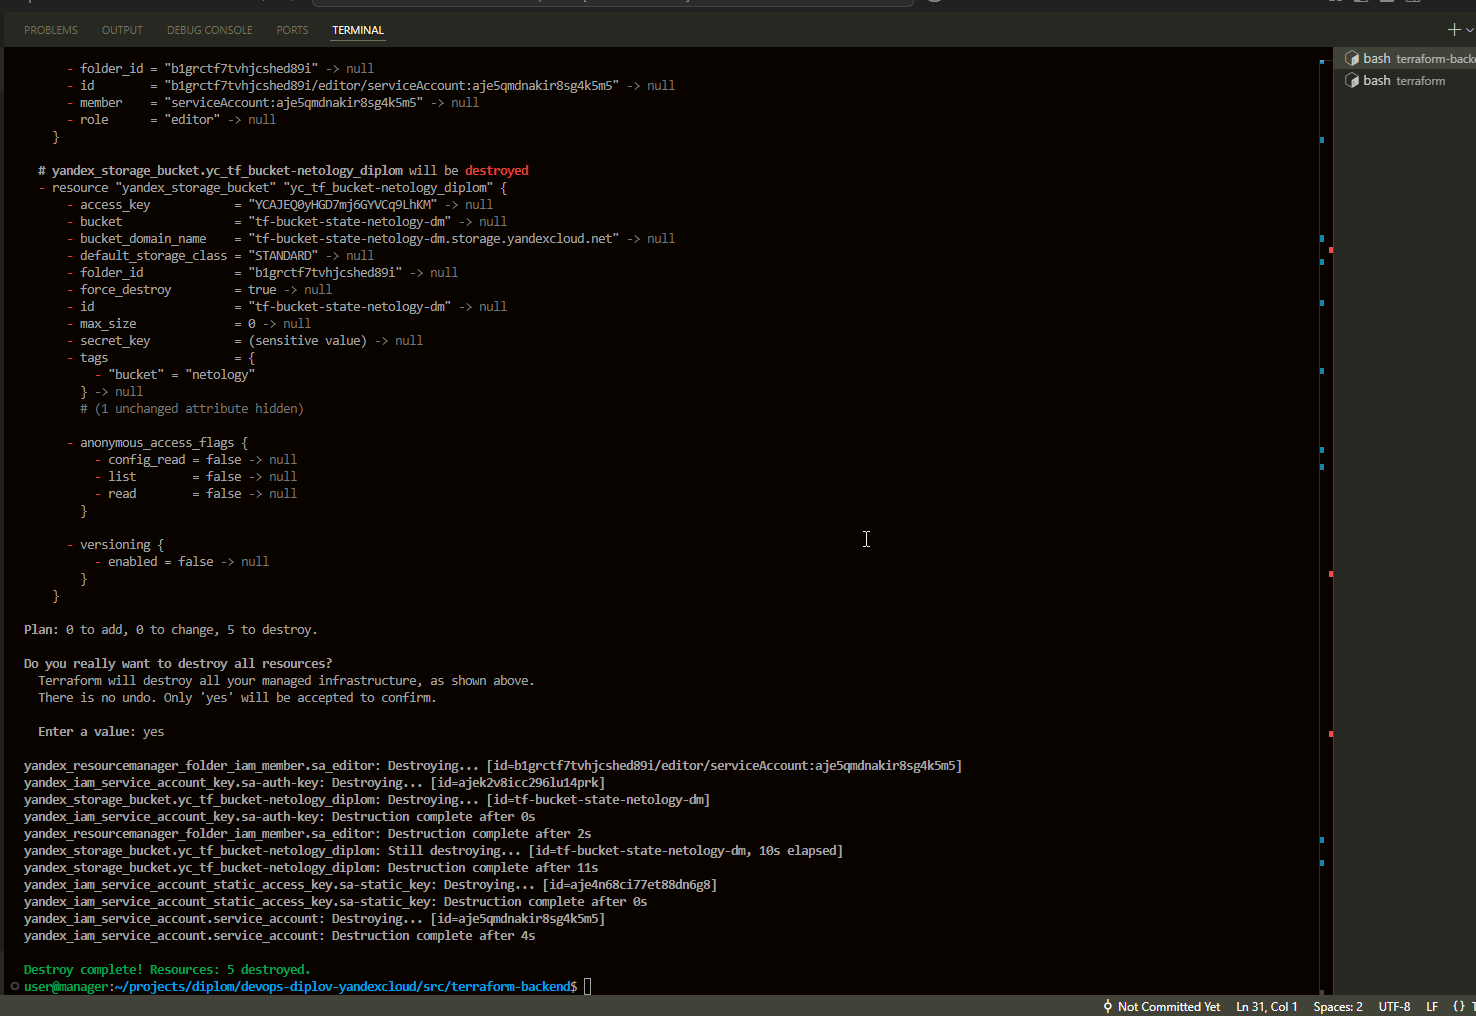 PROBLEMS OUTPUT DEBUG CONSOLE PORTS TERMINAL
bash terraform-back
bash terraform
- folder_id = "b1grctf7tvhjcshed89i" -> null
- id = "b1grctf7tvhjcshed89i/editor/serviceAccount:aje5qmdnakir8sg4k5m5" -> null
- member = "serviceAccount:aje5qmdnakir8sg4k5m5" -> null
- role = "editor" -> null
}
# yandex_storage_bucket.yc_tf_bucket-netology_diplom will be destroyed
- resource "yandex_storage_bucket" "yc_tf_bucket-netology_diplom" {
- access_key = "YCAJEQ0yHGD7mj6GYVCq9LhKM" -> null
- bucket = "tf-bucket-state-netology-dm" -> null
- bucket_domain_name = "tf-bucket-state-netology-dm.storage.yandexcloud.net" -> null
- default_storage_class = "STANDARD" -> null
- folder_id = "b1grctf7tvhjcshed89i" -> null
- force_destroy = true -> null
- id = "tf-bucket-state-netology-dm" -> null
- max_size = 0 -> null
- secret_key = (sensitive value) -> null
- tags = {
- "bucket" = "netology"
} -> null
# (1 unchanged attribute hidden)
- anonymous_access_flags {
- config_read = false -> null
- list = false -> null
- read = false -> null
}
- versioning {
- enabled = false -> null
}
}
Plan: 0 to add, 0 to change, 5 to destroy.
Do you really want to destroy all resources?
Terraform will destroy all your managed infrastructure, as shown above.
There is no undo. Only 'yes' will be accepted to confirm.
Enter a value: yes
yandex_resourcemanager_folder_iam_member.sa_editor: Destroying... [id=b1grctf7tvhjcshed89i/editor/serviceAccount:aje5qmdnakir8sg4k5m5]
yandex_iam_service_account_key.sa-auth-key: Destroying... [id=ajek2v8icc296lu14prk]
yandex_storage_bucket.yc_tf_bucket-netology_diplom: Destroying... [id=tf-bucket-state-netology-dm]
yandex_iam_service_account_key.sa-auth-key: Destruction complete after 0s
yandex_resourcemanager_folder_iam_member.sa_editor: Destruction complete after 2s
yandex_storage_bucket.yc_tf_bucket-netology_diplom: Still destroying... [id=tf-bucket-state-netology-dm, 10s elapsed]
yandex_storage_bucket.yc_tf_bucket-netology_diplom: Destruction complete after 11s
yandex_iam_service_account_static_access_key.sa-static_key: Destroying... [id=aje4n68ci77et88dn6g8]
yandex_iam_service_account_static_access_key.sa-static_key: Destruction complete after 0s
yandex_iam_service_account.service_account: Destroying... [id=aje5qmdnakir8sg4k5m5]
yandex_iam_service_account.service_account: Destruction complete after 4s
Destroy complete! Resources: 5 destroyed.
user@manager:~/projects/diplom/devops-diplov-yandexcloud/src/terraform-backend$
Not Committed Yet Ln 31, Col 1 Spaces: 2 UTF-8 LF {}